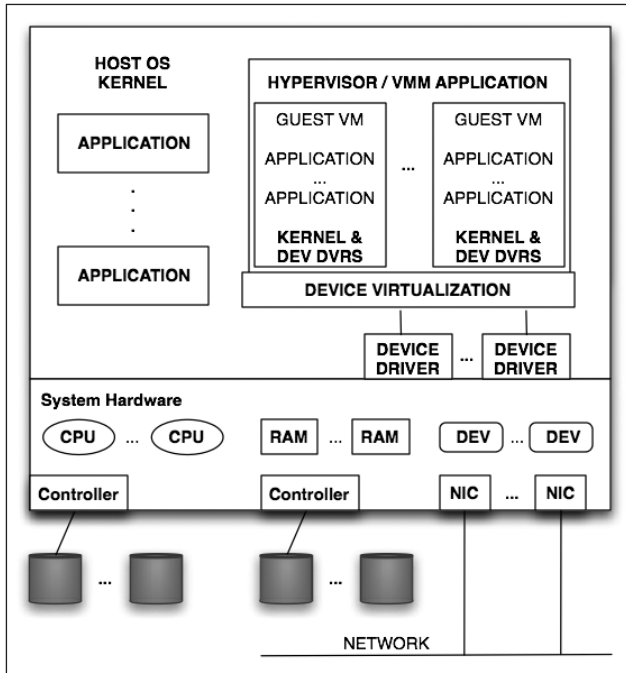 HOST OS
KERNEL
APPLICATION
.
.
.
APPLICATION
HYPERVISOR / VMM APPLICATION
GUEST VM
APPLICATION
...
APPLICATION
KERNEL &
DEV DVRS
...
GUEST VM
APPLICATION
...
APPLICATION
KERNEL &
DEV DVRS
DEVICE VIRTUALIZATION
DEVICE
DRIVER
...
DEVICE
DRIVER
System Hardware
CPU ... CPU
RAM ... RAM
DEV ... DEV
Controller
Controller
NIC ... NIC
...
...
NETWORK